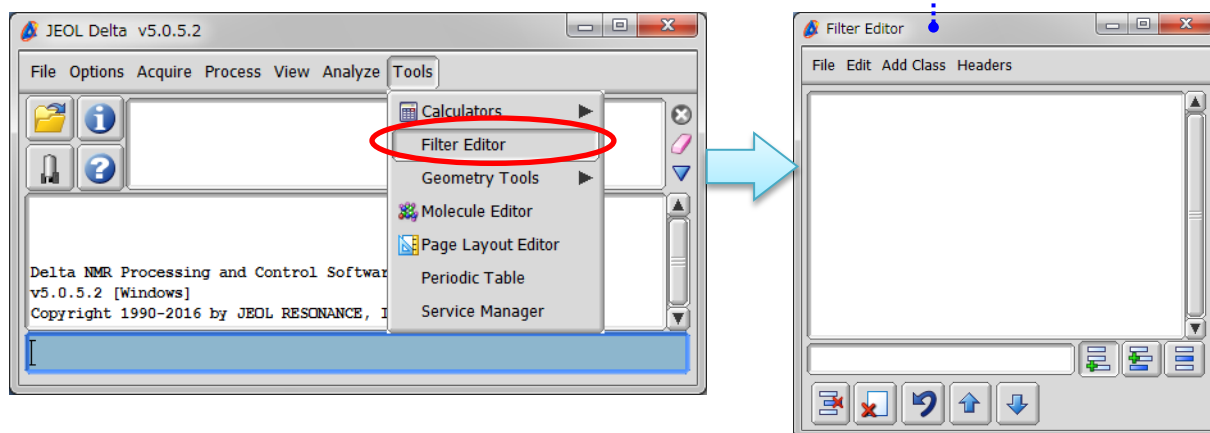 JEOL Delta v5.0.5.2
File Options Acquire Process View Analyze Tools
Calculators
Filter Editor
Geometry Tools
Molecule Editor
Page Layout Editor
Periodic Table
Service Manager
Delta NMR Processing and Control Softwar
v5.0.5.2 [Windows]
Copyright 1990-2016 by JEOL RESONANCE, I
Filter Editor
File Edit Add Class Headers